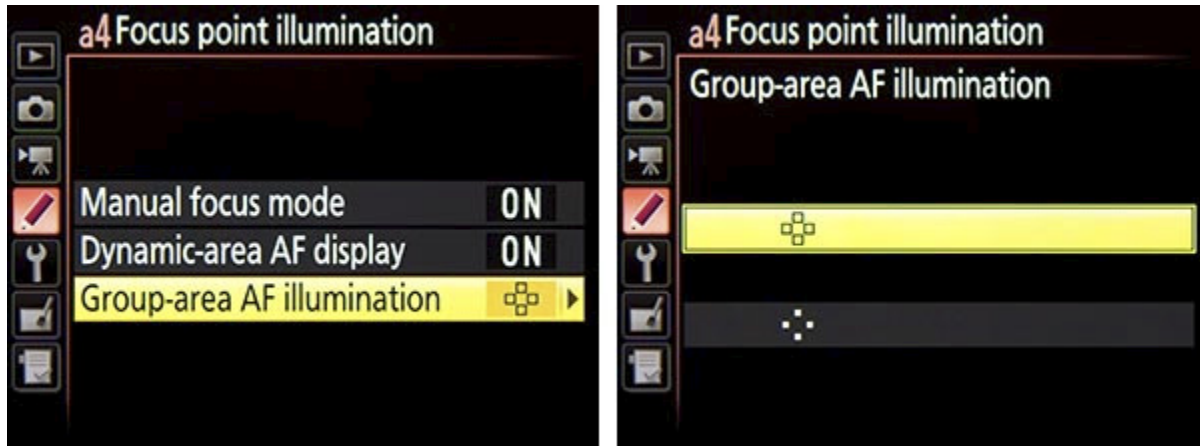 a4 Focus point illumination
Manual focus mode ON
Dynamic-area AF display ON
Group-area AF illumination
a4 Focus point illumination
Group-area AF illumination